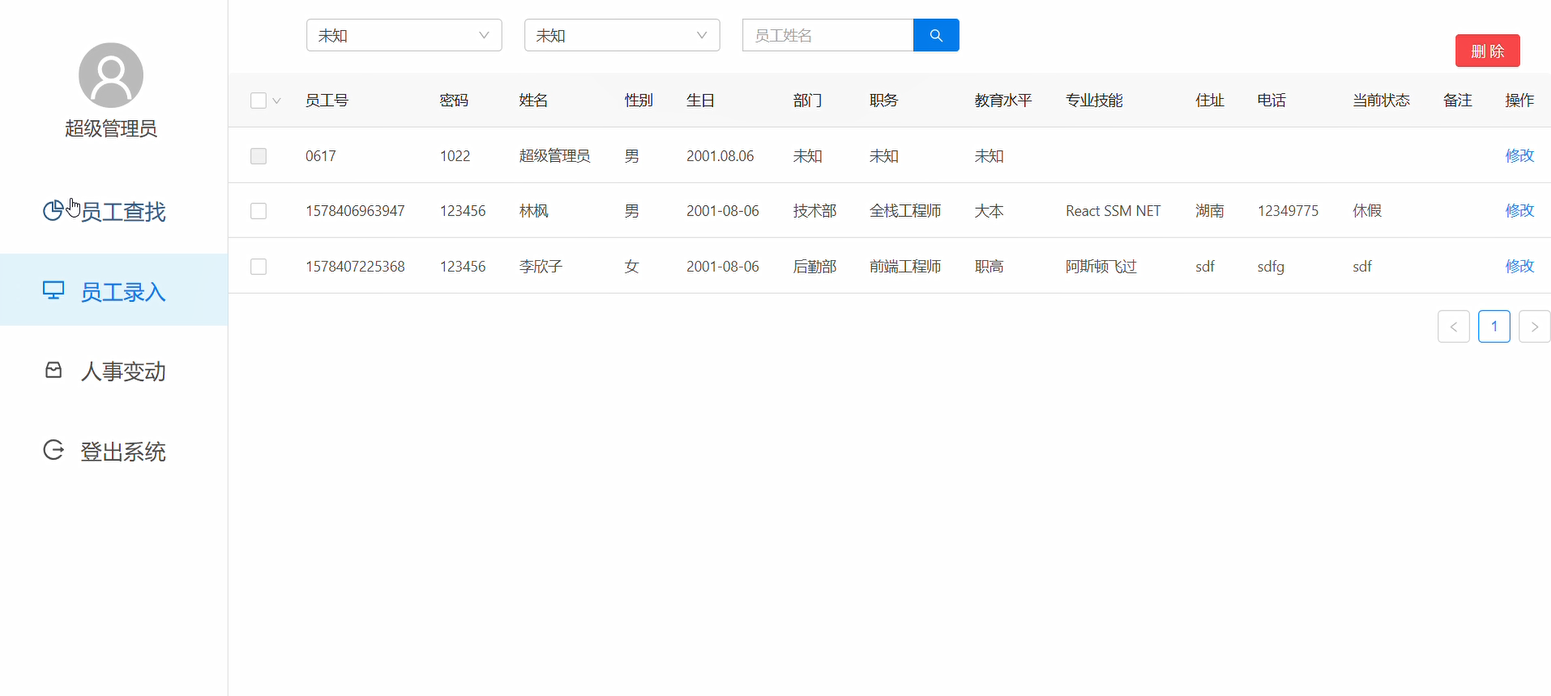 超级管理员
员工查找
员工录入
人事变动
登出系统
未知 未知 员工姓名
删 除
员工号 密码 姓名 性别 生日 部门 职务 教育水平 专业技能 住址 电话 当前状态 备注 操作
0617 1022 超级管理员 男 2001.08.06 未知 未知 未知 修改
1578406963947 123456 林枫 男 2001-08-06 技术部 全栈工程师 大本 React SSM NET 湖南 12349775 休假 修改
1578407225368 123456 李欣子 女 2001-08-06 后勤部 前端工程师 职高 阿斯顿飞过 sdf sdfg sdf 修改
< 1 >